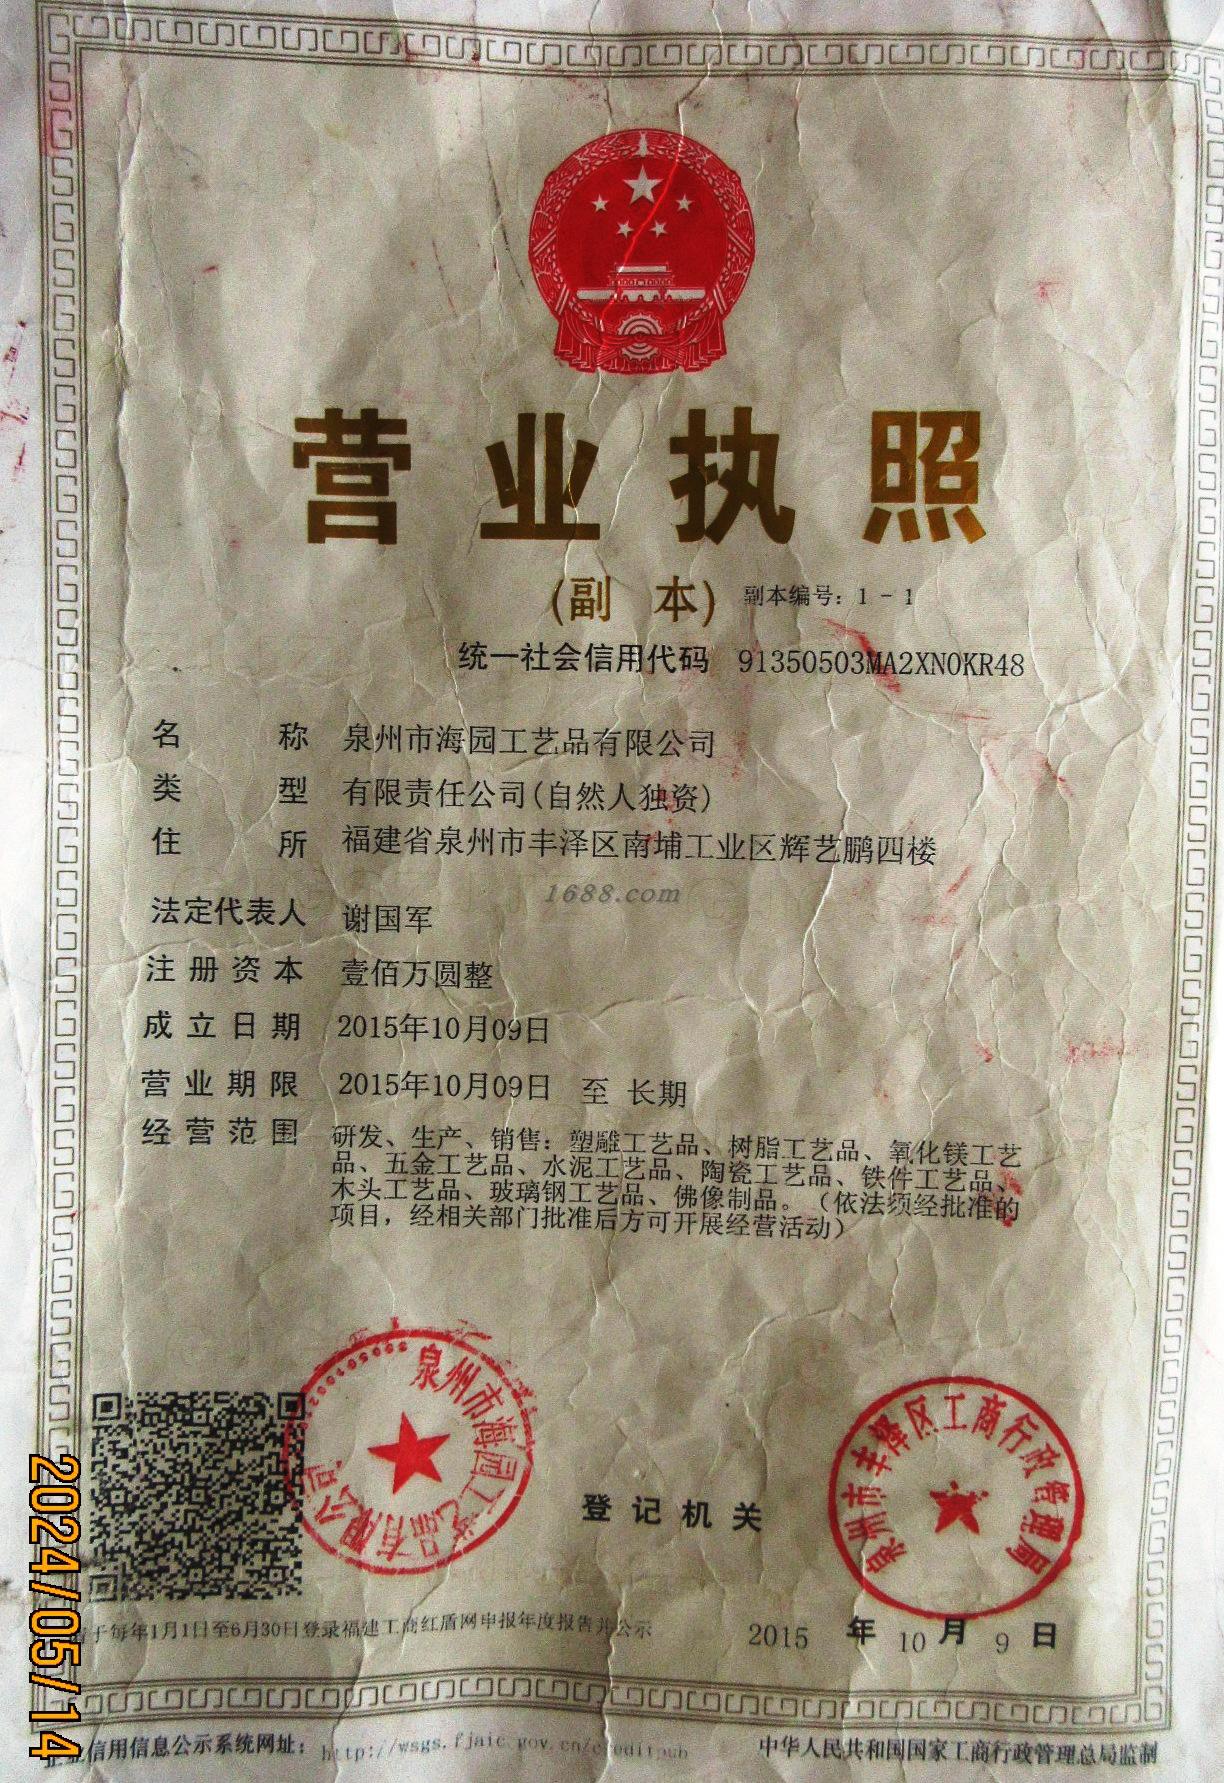 营业执照
(副 本) 副本编号：1 - 1
统一社会信用代码 91350503MA2XN0KR48
名 称 泉州市海园工艺品有限公司
类 型 有限责任公司(自然人独资)
住 所 福建省泉州市丰泽区南埔工业区辉艺鹏四楼
1688.com
法定代表人 谢国军
注册资本 壹佰万圆整
成立日期 2015年10月09日
营业期限 2015年10月09日 至 长期
经营范围 研发、生产、销售：塑雕工艺品、树脂工艺品、氧化镁工艺
品、五金工艺品、水泥工艺品、陶瓷工艺品、铁件工艺品、
木头工艺品、玻璃钢工艺品、佛像制品。（依法须经批准的
项目，经相关部门批准后方可开展经营活动）
泉州市海园工艺品有限公司
泉州市丰泽区工商行政管理局
登记机关
于每年1月1日至6月30日登录福建工商红盾网申报年度报告并公示
2015 年 10 月 9 日
2024/05/14
企业信用信息公示系统网址： http://wsgs.fjaic.gov.cn/creditpub
中华人民共和国国家工商行政管理总局监制